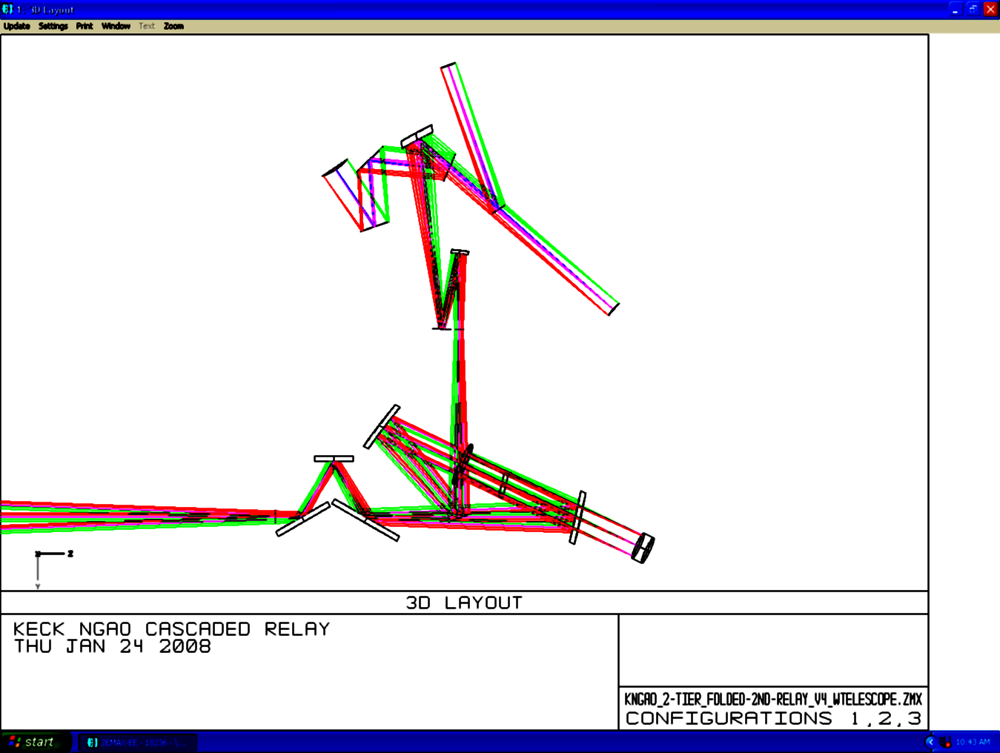 1: 3D Layout
Update Settings Print Window Text Zoom
Z
Y
3D LAYOUT
KECK NGAO CASCADED RELAY
THU JAN 24 2008
KNGAO_2-TIER_FOLDED-2ND-RELAY_V4_WTELESCOPE.ZMX
CONFIGURATIONS 1,2,3
start
10:43 AM